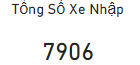 Tổng Số Xe Nhập
7906